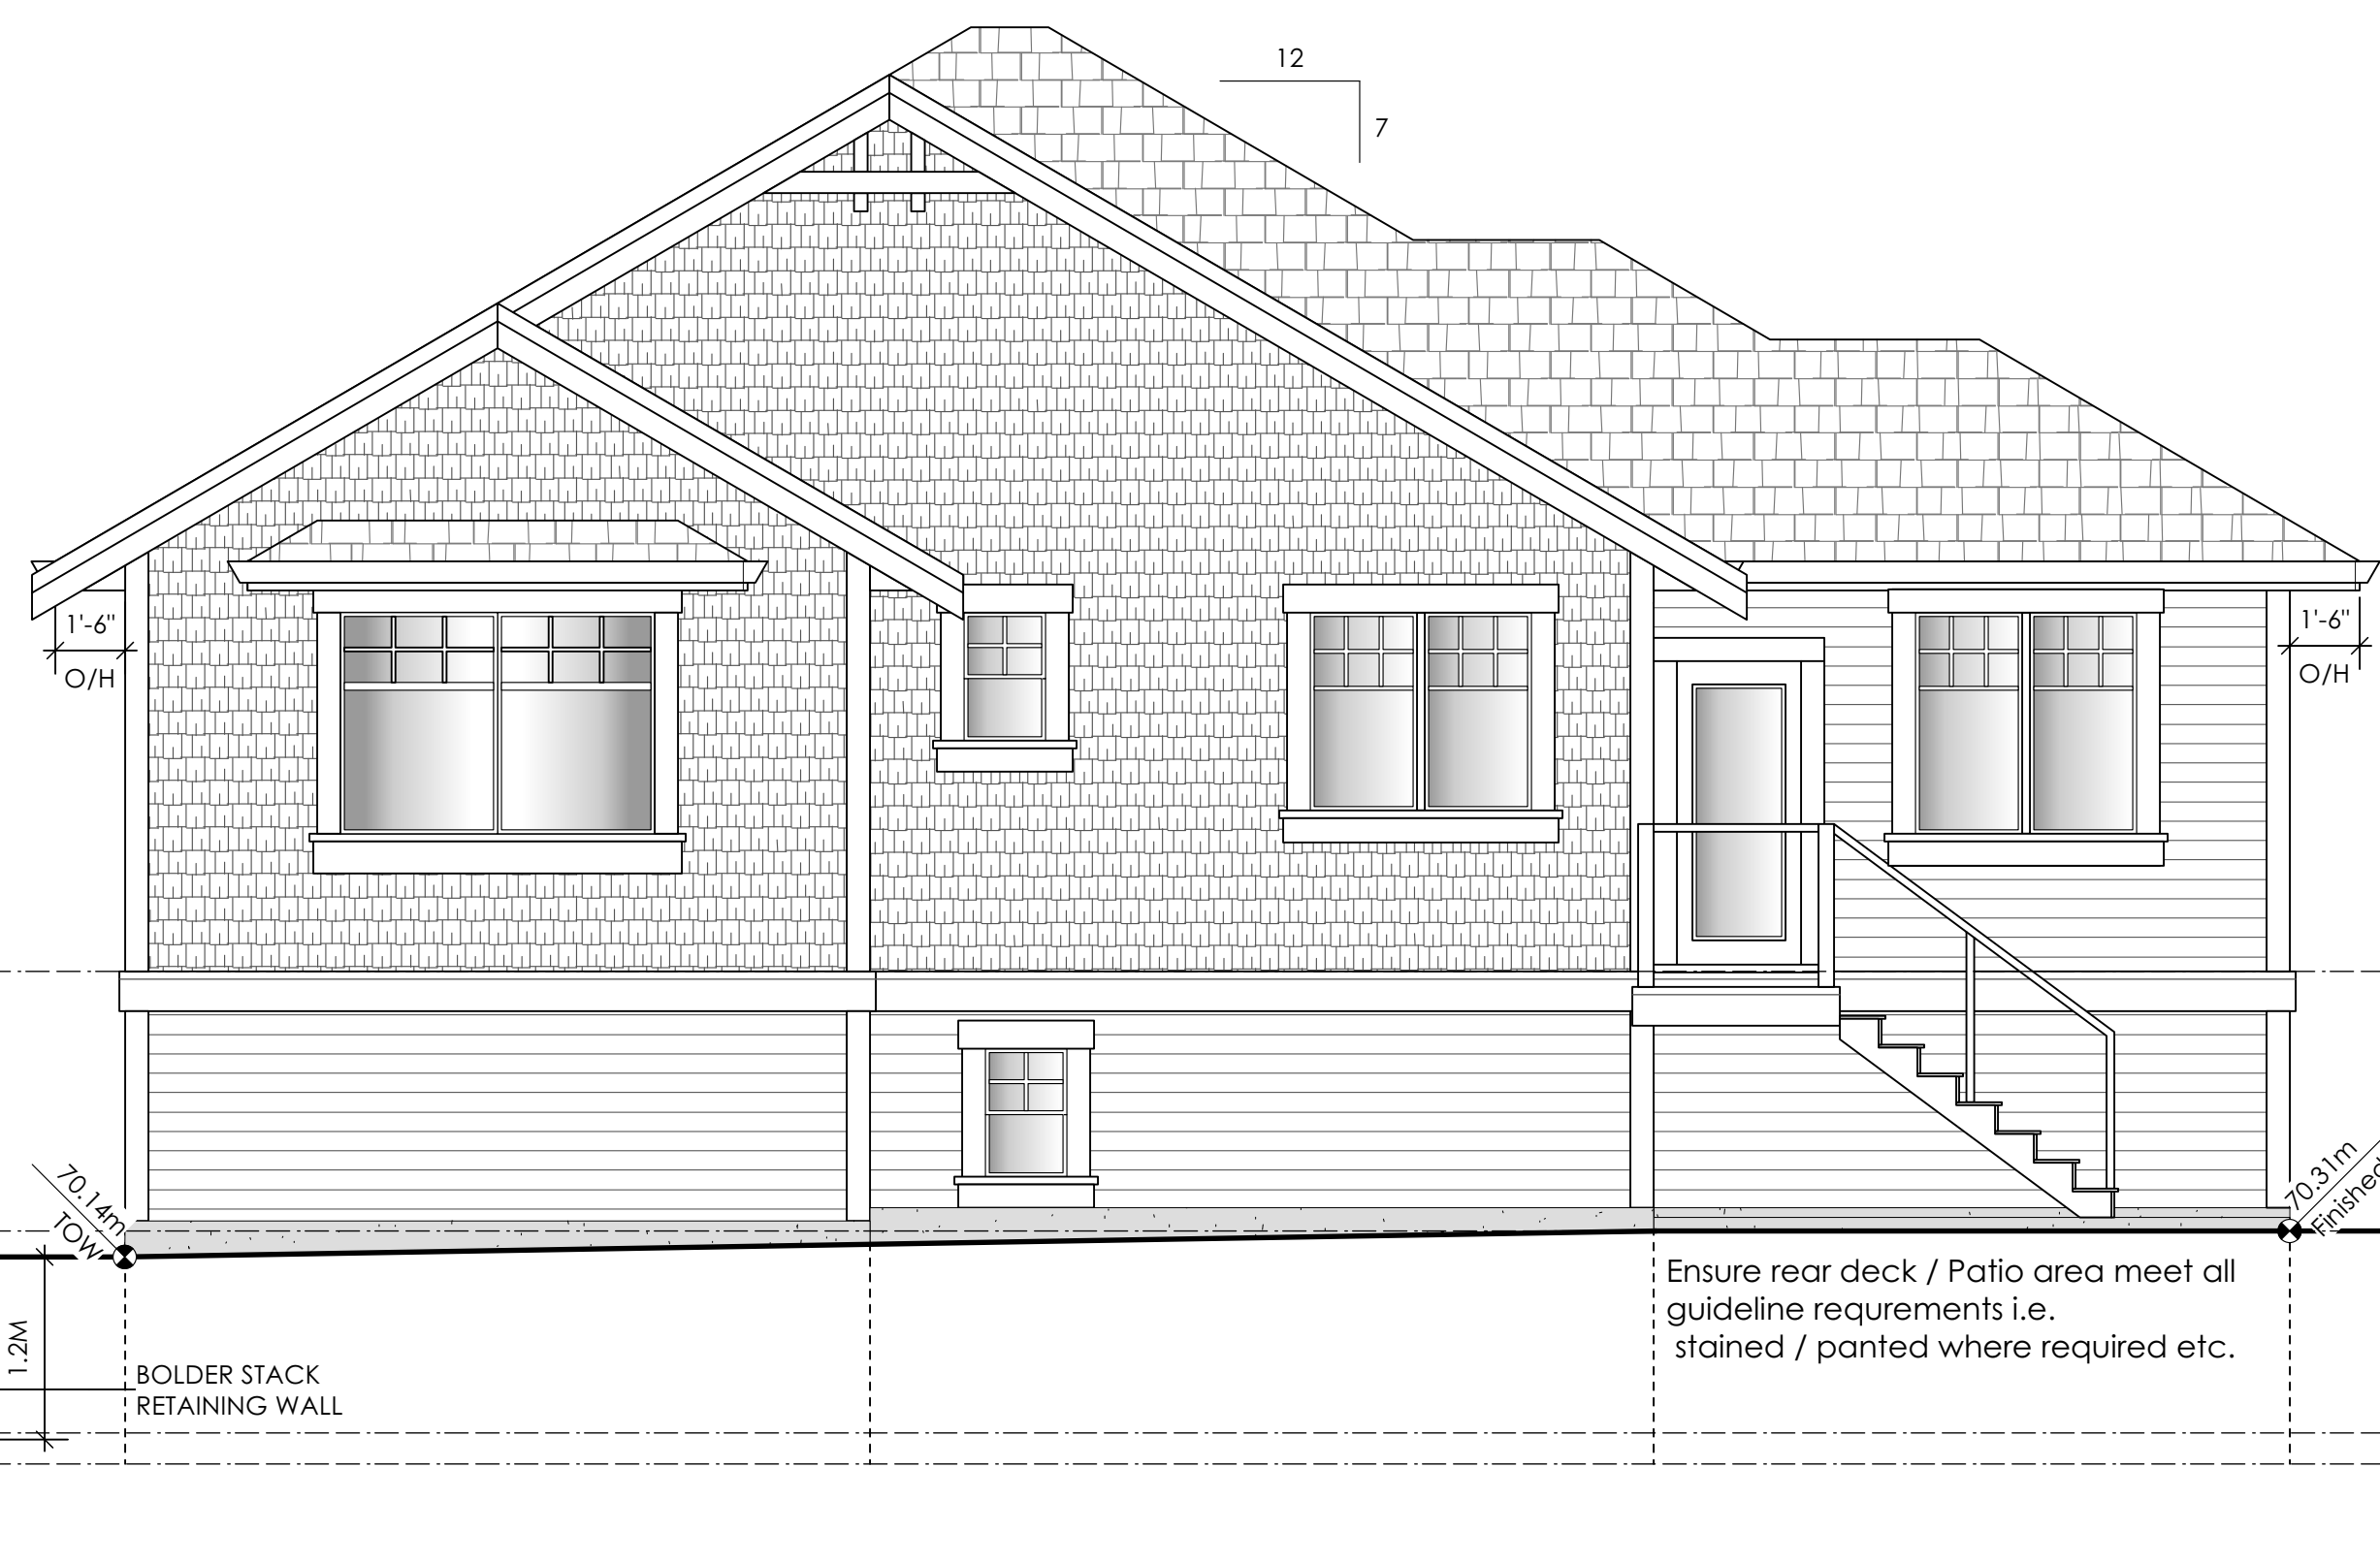 12
7
1'-6"
O/H
1'-6"
O/H
70.14m
TOW
70.31m
Finished
1.2M
BOLDER STACK
RETAINING WALL
Ensure rear deck / Patio area meet all
guideline requrements i.e.
stained / panted where required etc.